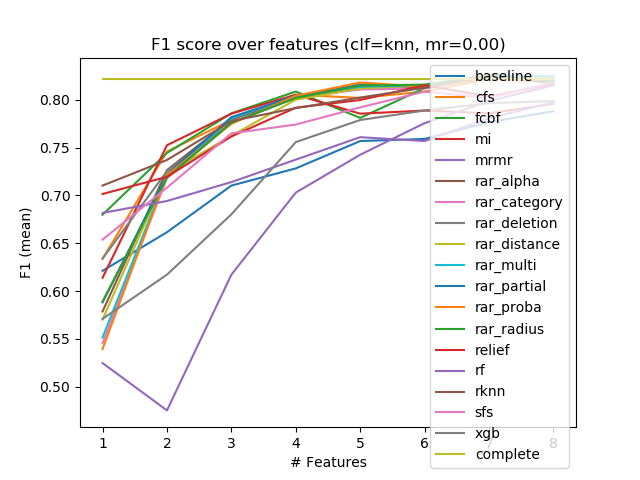 F1 score over features (clf=knn, mr=0.00)
F1 (mean)
0.80
0.75
0.70
0.65
0.60
0.55
0.50
baseline
cfs
fcbf
mi
mrmr
rar_alpha
rar_category
rar_deletion
rar_distance
rar_multi
rar_partial
rar_proba
rar_radius
relief
rf
rknn
sfs
xgb
complete
1 2 3 4 5 6 7 8
# Features